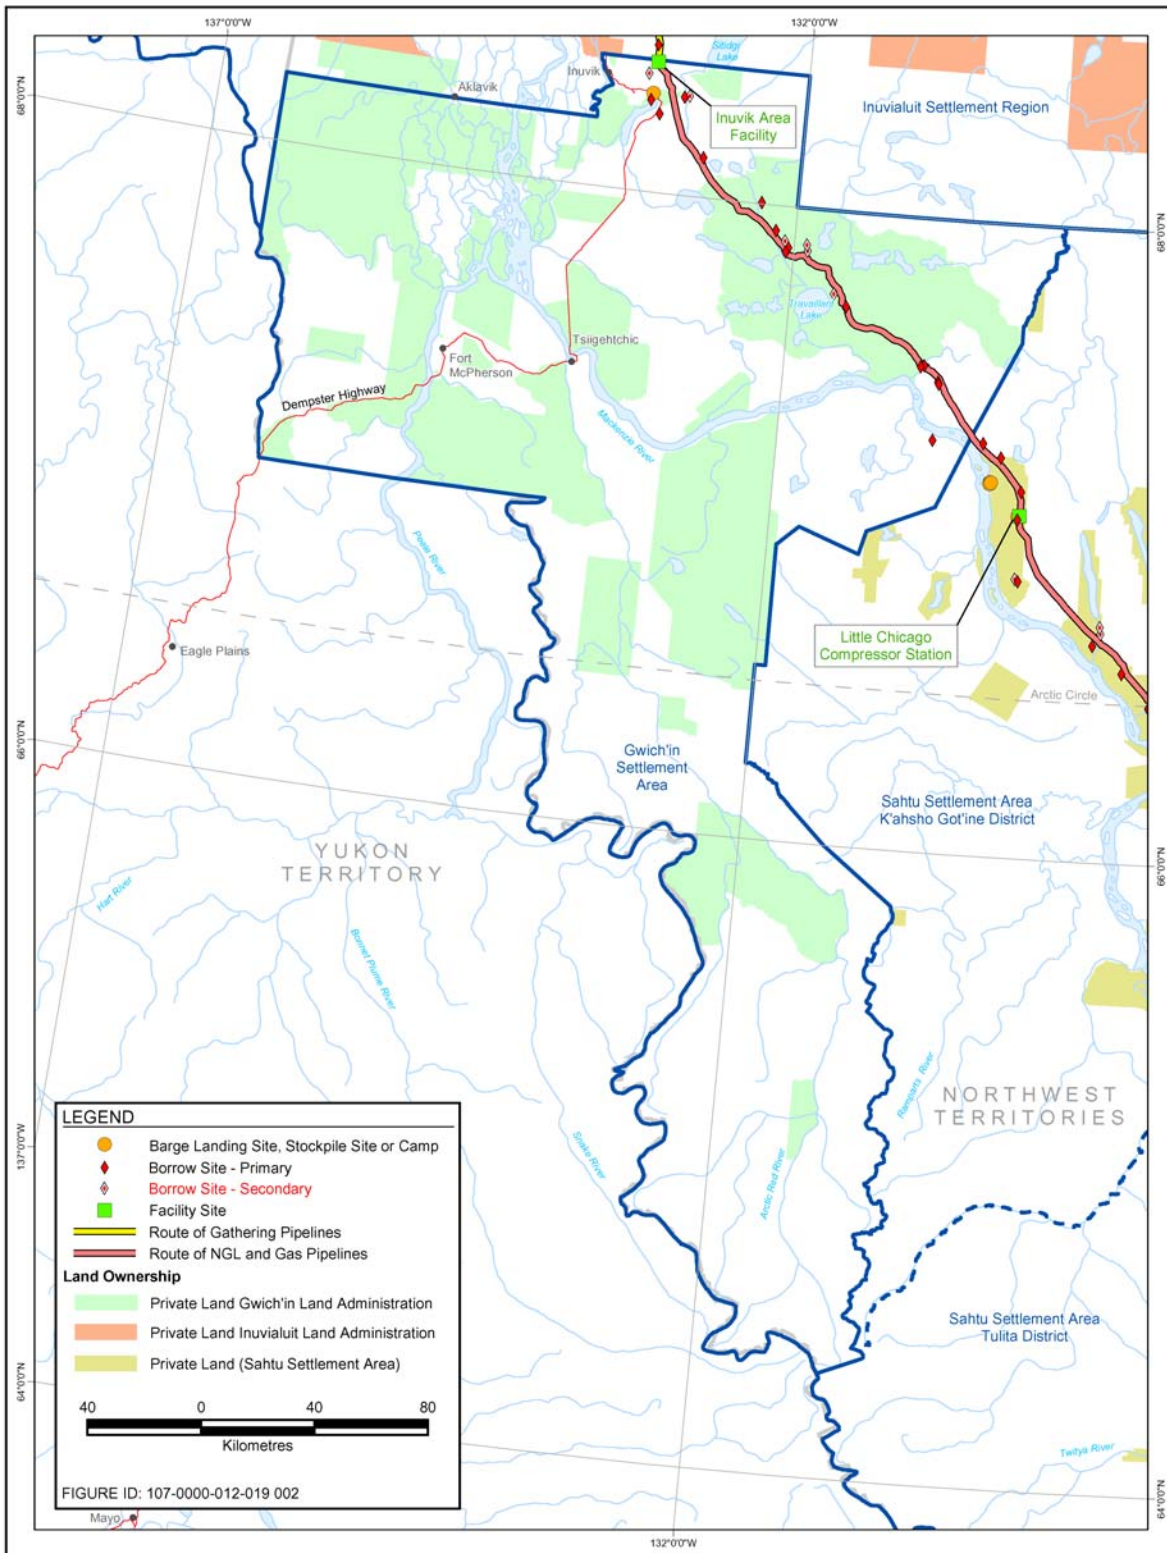 137°0'0"W
132°0'0"W
Sitidgi
Lake
Inuvik
Aklavik
68°0'0"N
Inuvik Area
Facility
Inuvialuit Settlement Region
68°0'0"N
Travaillant
Lake
Tsiigehtchic
Fort
McPherson
Dempster Highway
Mackenzie River
Peele River
Eagle Plains
Little Chicago
Compressor Station
Arctic Circle
66°0'0"N
Gwich'in
Settlement
Area
Sahtu Settlement Area
K'ahsho Got'ine District
YUKON
TERRITORY
66°0'0"N
Hart River
Bonnet Plume River
Ramparts River
NORTHWEST
TERRITORIES
Snake River
Arctic Red River
137°0'0"W
LEGEND
Barge Landing Site, Stockpile Site or Camp
Borrow Site - Primary
Borrow Site - Secondary
Facility Site
Route of Gathering Pipelines
Route of NGL and Gas Pipelines
Land Ownership
Private Land Gwich'in Land Administration
Private Land Inuvialuit Land Administration
Private Land (Sahtu Settlement Area)
40 0 40 80
Kilometres
FIGURE ID: 107-0000-012-019 002
Sahtu Settlement Area
Tulita District
64°0'0"N
Twitya River
64°0'0"N
Mayo
132°0'0"W